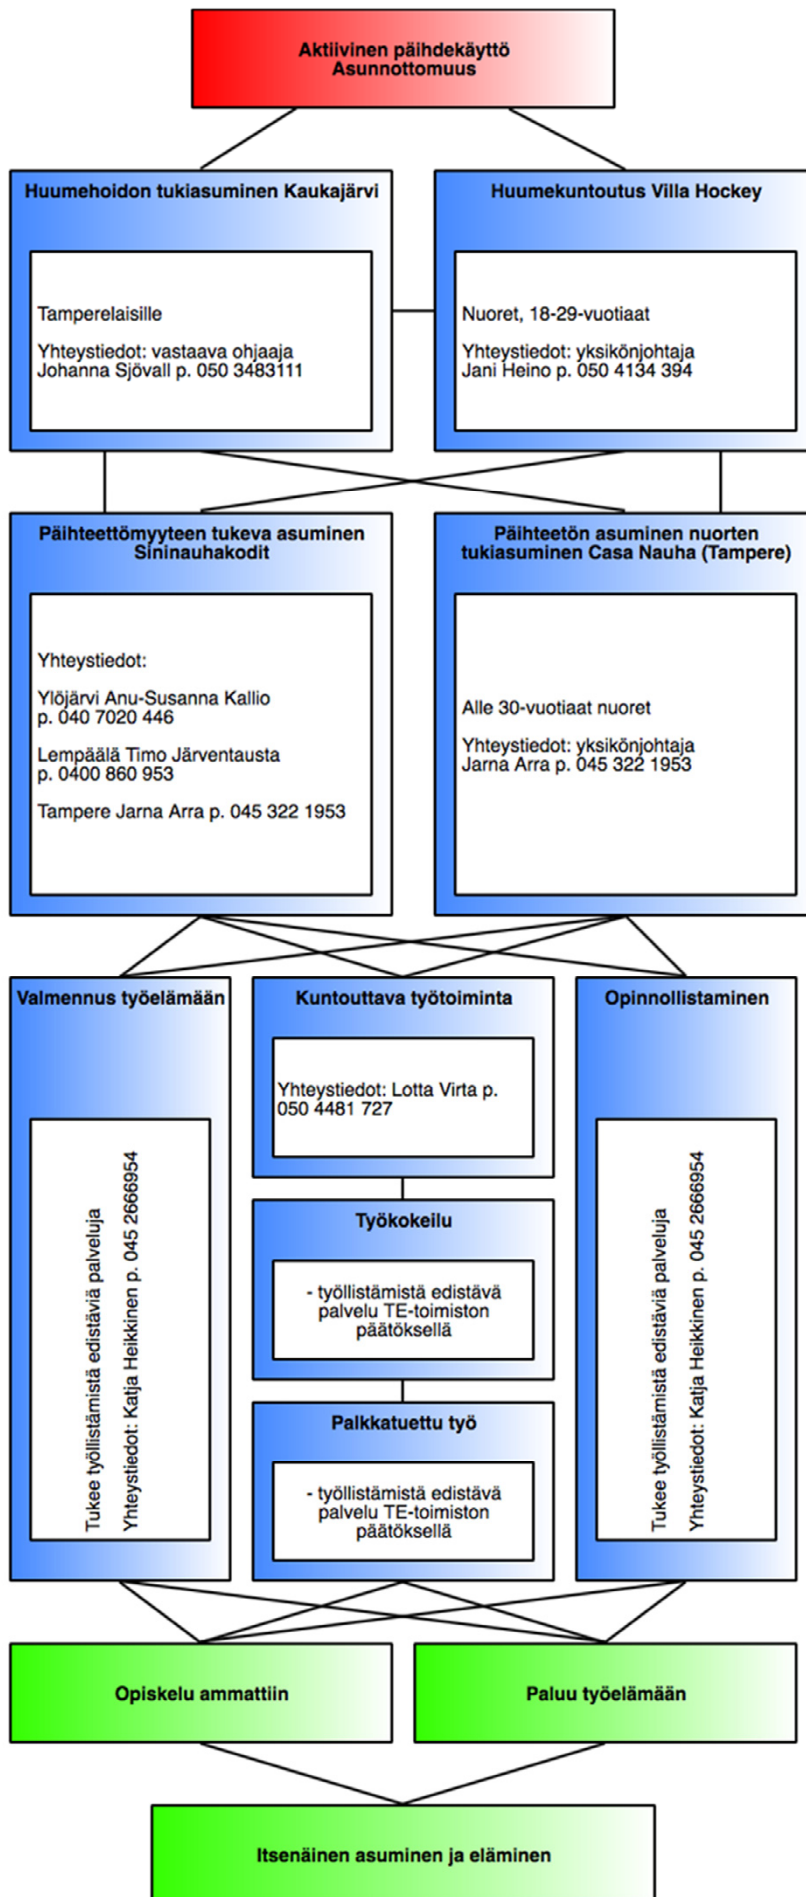 Aktiivinen päihdekäyttö
Asunnottomuus
Huumehoidon tukiasuminen Kaukajärvi
Tamperelaisille
Yhteystiedot: vastaava ohjaaja
Johanna Sjövall p. 050 3483111
Huumekuntoutus Villa Hockey
Nuoret, 18-29-vuotiaat
Yhteystiedot: yksikönjohtaja
Jani Heino p. 050 4134 394
Päihteettömyyteen tukeva asuminen
Sininauhakodit
Yhteystiedot:
Ylöjärvi Anu-Susanna Kallio
p. 040 7020 446
Lempäälä Timo Järventausta
p. 0400 860 953
Tampere Jarna Arra p. 045 322 1953
Päihteetön asuminen nuorten
tukiasuminen Casa Nauha (Tampere)
Alle 30-vuotiaat nuoret
Yhteystiedot: yksikönjohtaja
Jarna Arra p. 045 322 1953
Valmennus työelämään
Tukee työllistämistä edistäviä palveluja
Yhteystiedot: Katja Heikkinen p. 045 2666954
Kuntouttava työtoiminta
Yhteystiedot: Lotta Virta p.
050 4481 727
Työkokeilu
- työllistämistä edistävä
palvelu TE-toimiston
päätöksellä
Palkkatuettu työ
- työllistämistä edistävä
palvelu TE-toimiston
päätöksellä
Opinnollistaminen
Tukee työllistämistä edistäviä palveluja
Yhteystiedot: Katja Heikkinen p. 045 2666954
Opiskelu ammattiin
Paluu työelämään
Itsenäinen asuminen ja eläminen